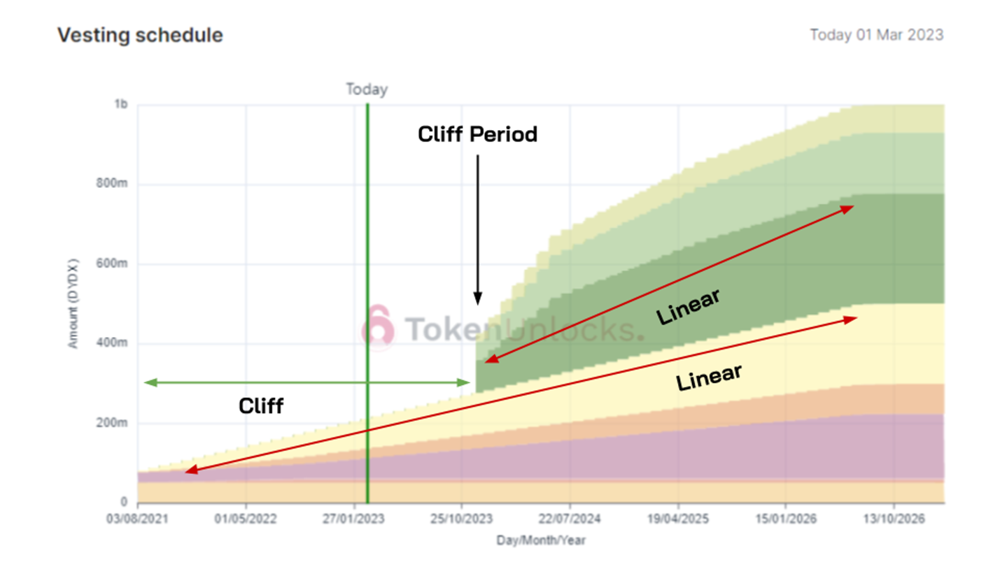 Vesting schedule
Today 01 Mar 2023
Today
1b
Cliff Period
800m
600m
Amount (DYDX)
Linear
TokenUnlocks.
400m
Linear
Cliff
200m
0
03/08/2021 01/05/2022 27/01/2023 25/10/2023 22/07/2024 19/04/2025 15/01/2026 13/10/2026
Day/Month/Year